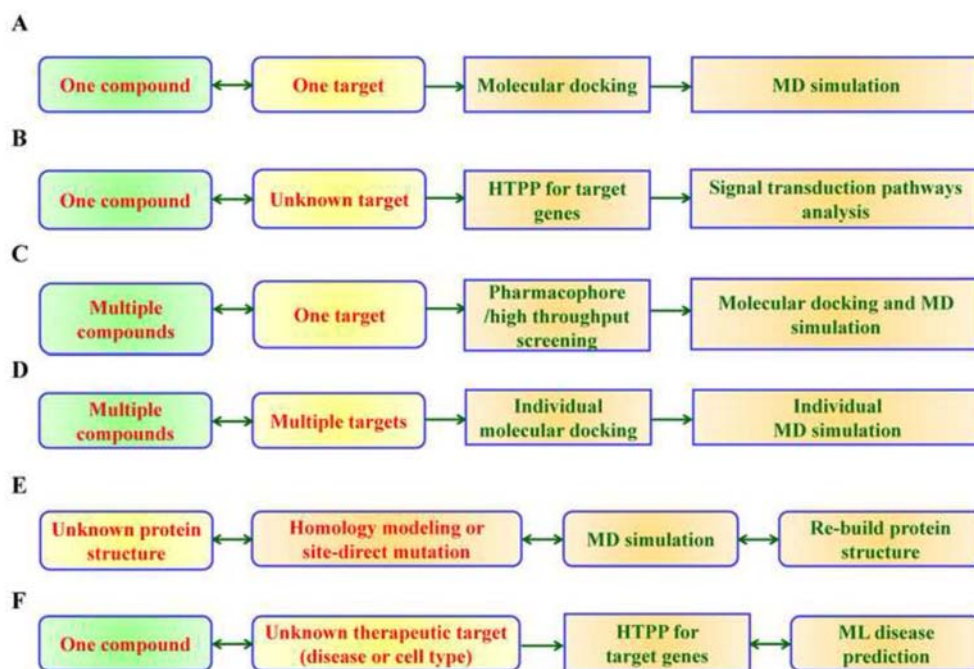 A
One compound
One target
Molecular docking
MD simulation
B
One compound
Unknown target
HTPP for target
genes
Signal transduction pathways
analysis
C
Multiple
compounds
One target
Pharmacophore
/high throughput
screening
Molecular docking and MD
simulation
D
Multiple
compounds
Multiple targets
Individual
molecular docking
Individual
MD simulation
E
Unknown protein
structure
Homology modeling or
site-direct mutation
MD simulation
Re-build protein
structure
F
One compound
Unknown therapeutic target
(disease or cell type)
HTPP for
target genes
ML disease
prediction